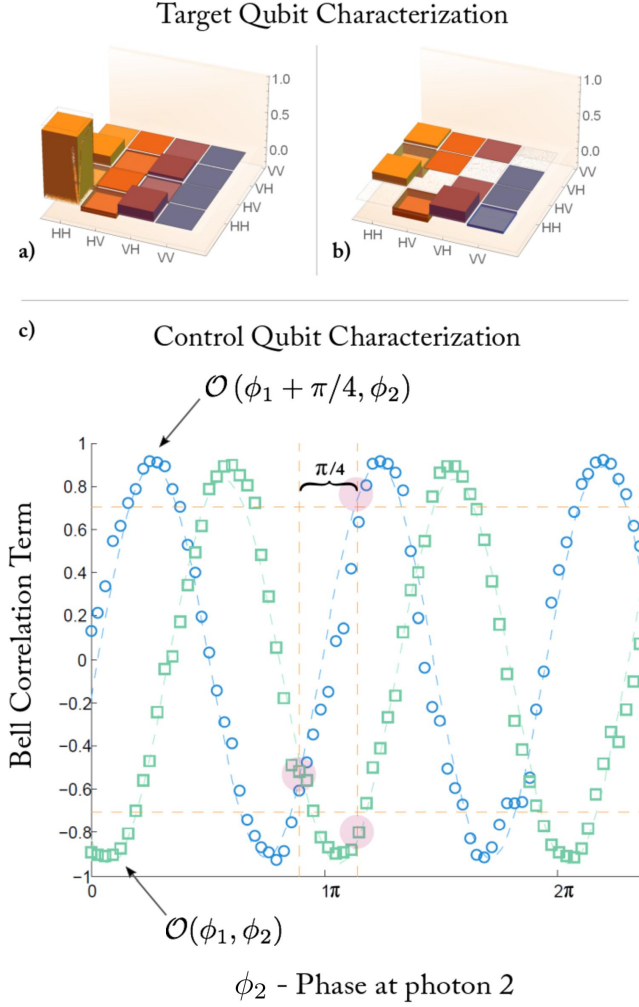 Target Qubit Characterization
1.0
0.5
0.0
VV
VH
HV
HH
HH
HV
VH
VV
a)
1.0
0.5
0.0
VV
VH
HV
HH
HH
HV
VH
VV
b)
c)
Control Qubit Characterization
𝒪 (ϕ₁ + π/4, ϕ₂)
π/4
Bell Correlation Term
1
0.8
0.6
0.4
0.2
0
−0.2
−0.4
−0.6
−0.8
−1
0
1π
2π
𝒪(ϕ₁, ϕ₂)
ϕ₂ - Phase at photon 2